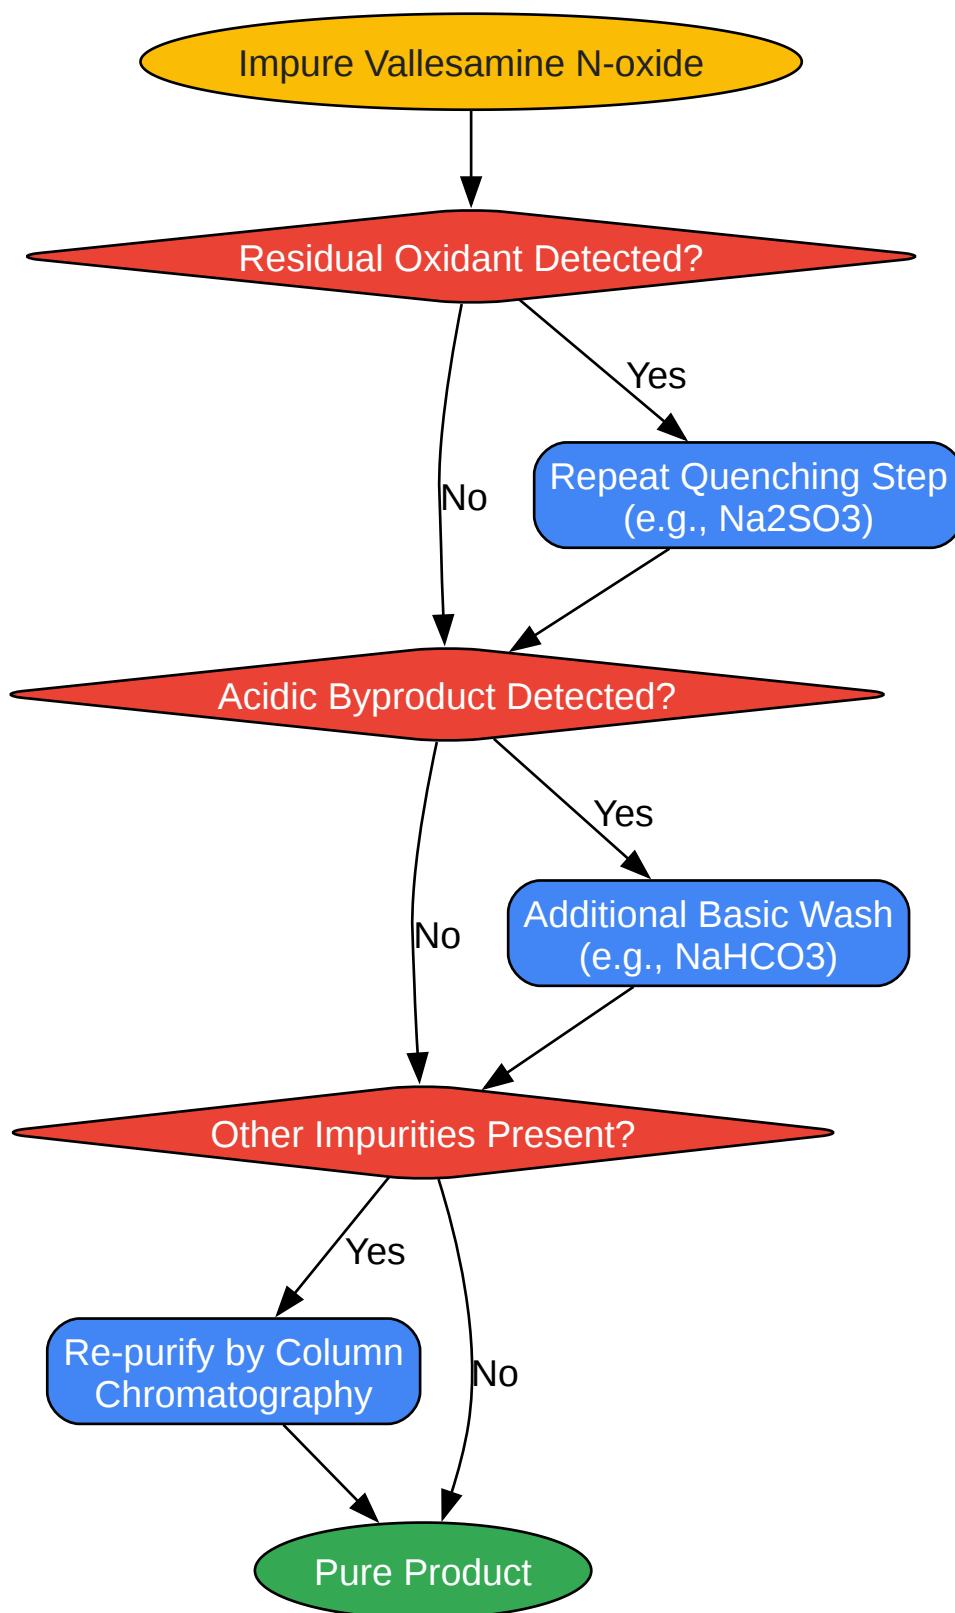 Impure Vallesamine N-oxide
Residual Oxidant Detected?
Yes
Repeat Quenching Step
(e.g., Na2SO3)
No
Acidic Byproduct Detected?
Yes
Additional Basic Wash
(e.g., NaHCO3)
No
Other Impurities Present?
Yes
Re-purify by Column
Chromatography
No
Pure Product